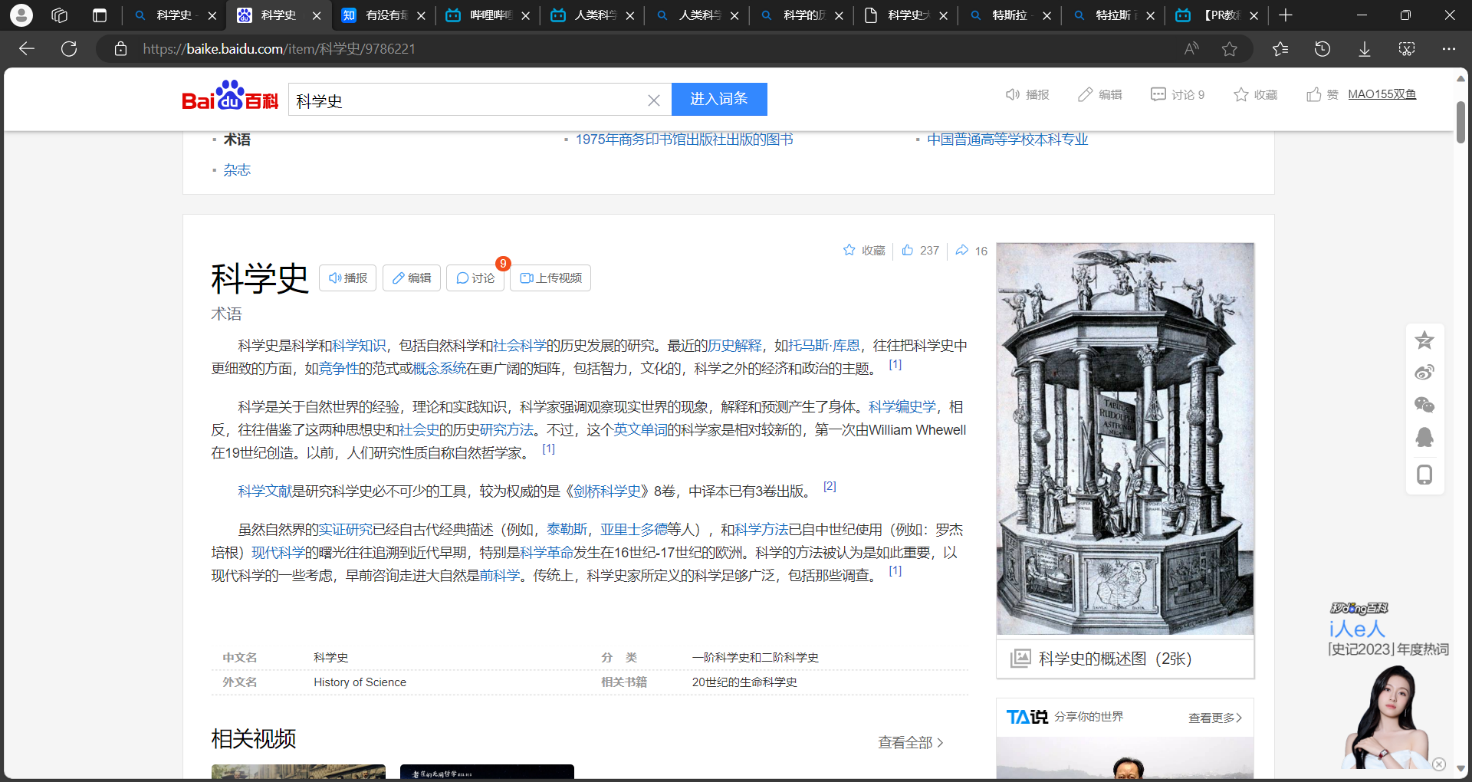 科学史 -
科学史
有没有
哔哩哔哩
人类科学
人类科学
科学的历
科学史大
特斯拉 -
特拉斯
【PR教
https://baike.baidu.com/item/科学史/9786221
Bai du 百科
科学史
进入词条
播报
编辑
讨论 9
收藏
赞
MAO155双鱼
· 术语
· 1975年商务印书馆出版社出版的图书
· 中国普通高等学校本科专业
· 杂志
收藏
237
16
科学史
播报
编辑
讨论
9
上传视频
术语
科学史是科学和科学知识，包括自然科学和社会科学的历史发展的研究。最近的历史解释，如托马斯·库恩，往往把科学史中
更细致的方面，如竞争性的范式或概念系统在更广阔的矩阵，包括智力，文化的，科学之外的经济和政治的主题。 [1]
科学是关于自然世界的经验，理论和实践知识，科学家强调观察现实世界的现象，解释和预测产生了身体。科学编史学，相
反，往往借鉴了这两种思想史和社会史的历史研究方法。不过，这个英文单词的科学家是相对较新的，第一次由William Whewell
在19世纪创造。以前，人们研究性质自称自然哲学家。 [1]
科学文献是研究科学史必不可少的工具，较为权威的是《剑桥科学史》8卷，中译本已有3卷出版。 [2]
虽然自然界的实证研究已经自古代经典描述（例如，泰勒斯，亚里士多德等人），和科学方法已自中世纪使用（例如：罗杰
培根）现代科学的曙光往往追溯到近代早期，特别是科学革命发生在16世纪-17世纪的欧洲。科学的方法被认为是如此重要，以
现代科学的一些考虑，早前咨询走进大自然是前科学。传统上，科学史家所定义的科学足够广泛，包括那些调查。 [1]
中文名 科学史 分 类 一阶科学史和二阶科学史
外文名 History of Science 相关书籍 20世纪的生命科学史
相关视频
查看全部
TABULÆ
RUDOLPHI
ASTRONOMICÆ
科学史的概述图（2张）
TA说 分享你的世界
查看更多
秒dong百科
i人e人
「史记2023」年度热词